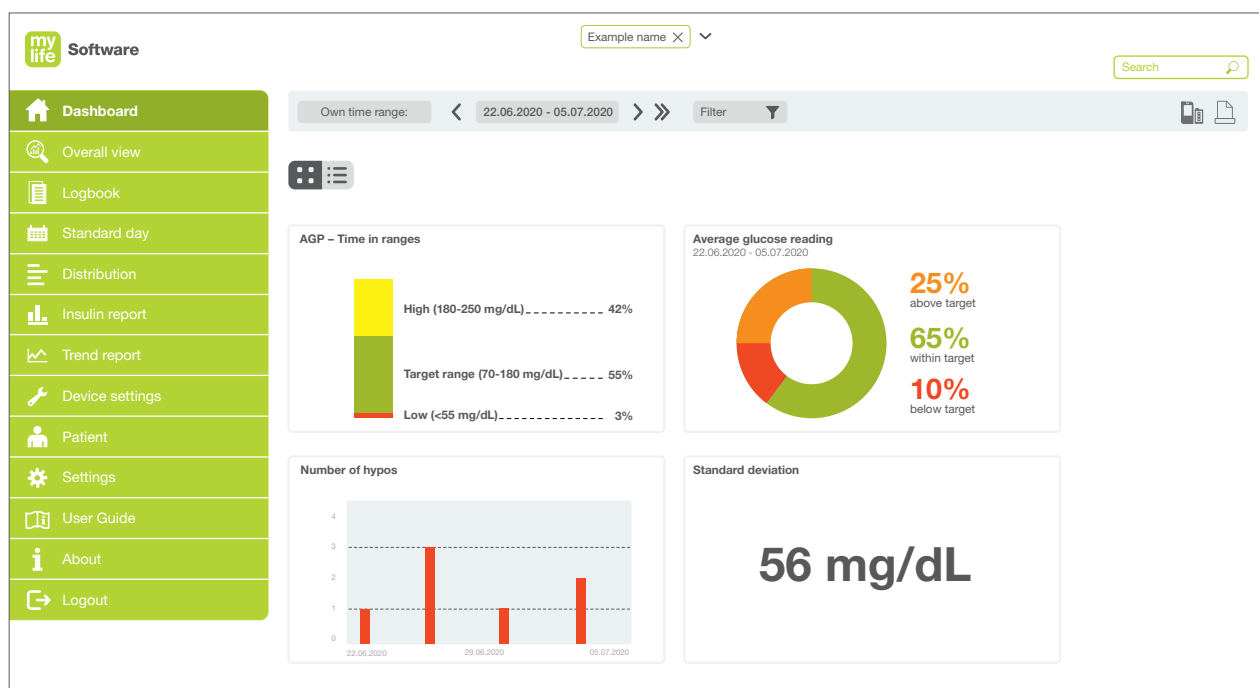 my
life
Software
Example name
Search
Dashboard
Overall view
Logbook
Standard day
Distribution
Insulin report
Trend report
Device settings
Patient
Settings
User Guide
About
Logout
Own time range:
22.06.2020 - 05.07.2020
Filter
AGP – Time in ranges
High (180-250 mg/dL) 42%
Target range (70-180 mg/dL) 55%
Low (<55 mg/dL) 3%
Average glucose reading
22.06.2020 - 05.07.2020
25%
above target
65%
within target
10%
below target
Number of hypos
4
3
2
1
0
22.06.2020 29.06.2020 05.07.2020
Standard deviation
56 mg/dL